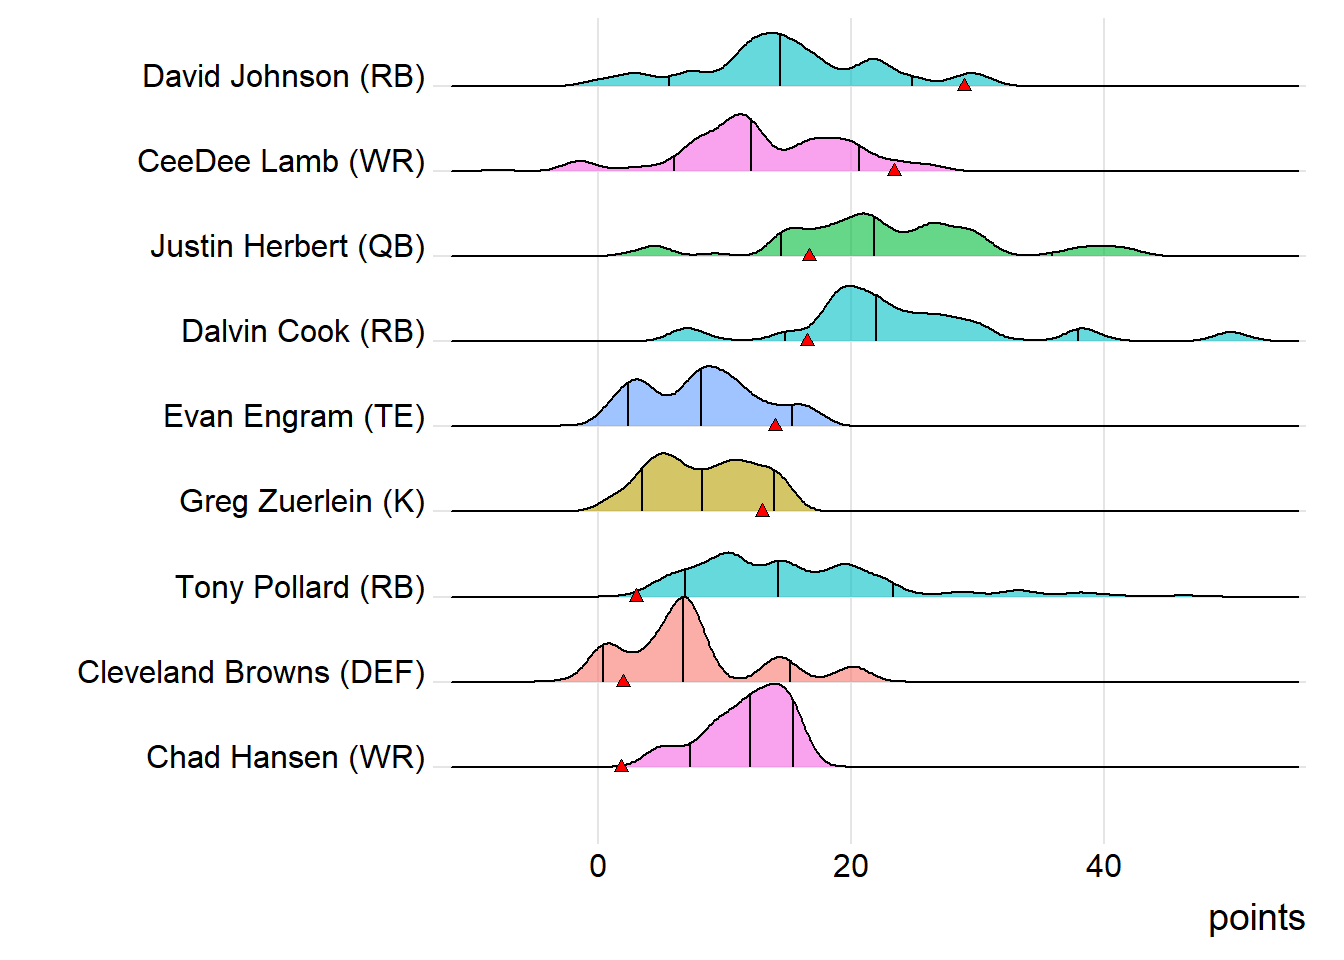 David Johnson (RB)
CeeDee Lamb (WR)
Justin Herbert (QB)
Dalvin Cook (RB)
Evan Engram (TE)
Greg Zuerlein (K)
Tony Pollard (RB)
Cleveland Browns (DEF)
Chad Hansen (WR)
0 20 40
points